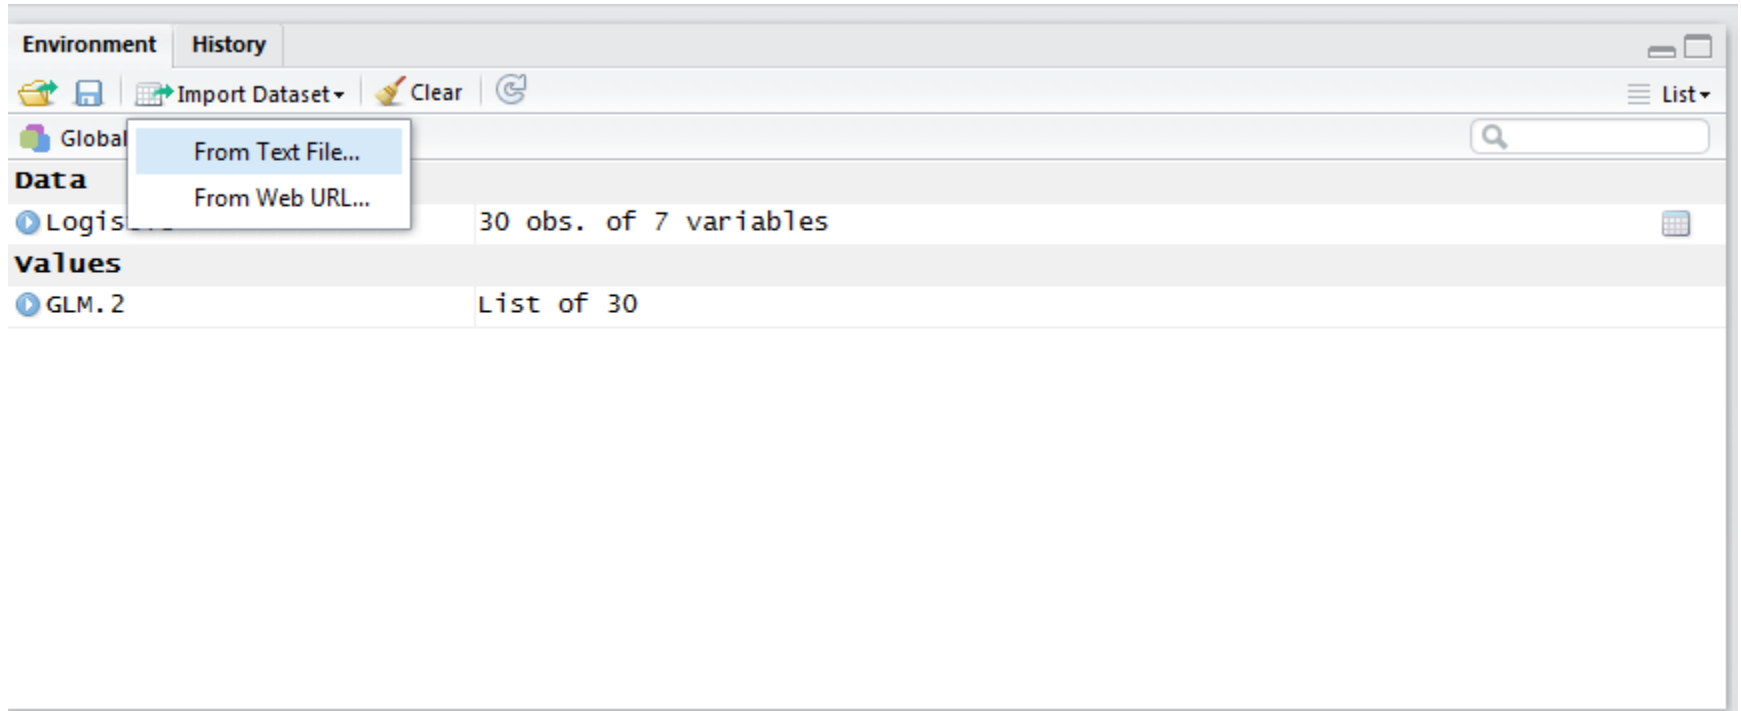 Environment History
Import Dataset Clear List
Global
From Text File...
From Web URL...
Data
30 obs. of 7 variables
Values
GLM.2 List of 30